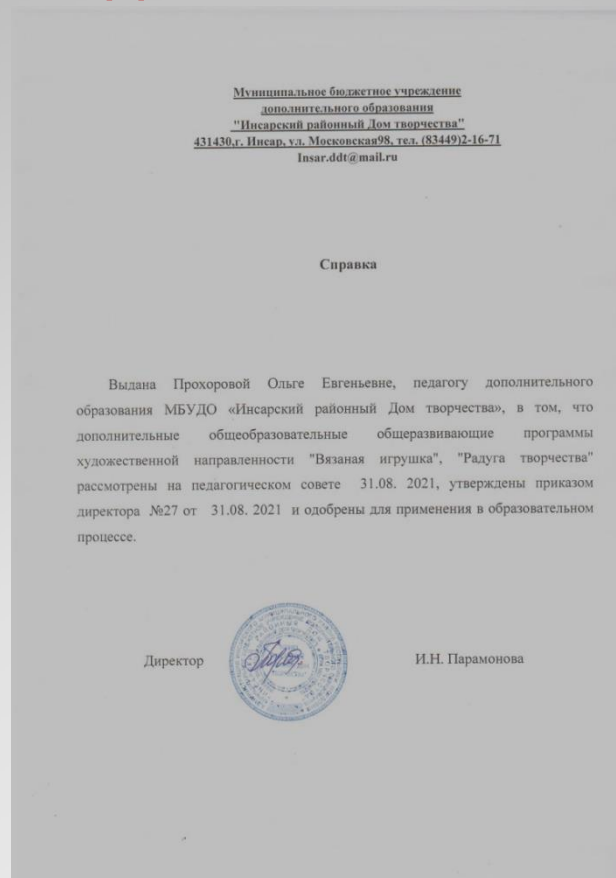 Муниципальное бюджетное учреждение
дополнительного образования
"Инсарский районный Дом творчества"
431430,г. Инсар, ул. Московская98, тел. (83449)2-16-71
Insar.ddt@mail.ru
Справка
Выдана Прохоровой Ольге Евгеньевне, педагогу дополнительного
образования МБУДО «Инсарский районный Дом творчества», в том, что
дополнительные общеобразовательные общеразвивающие программы
художественной направленности "Вязаная игрушка", "Радуга творчества"
рассмотрены на педагогическом совете 31.08. 2021, утверждены приказом
директора №27 от 31.08. 2021 и одобрены для применения в образовательном
процессе.
Директор И.Н. Парамонова